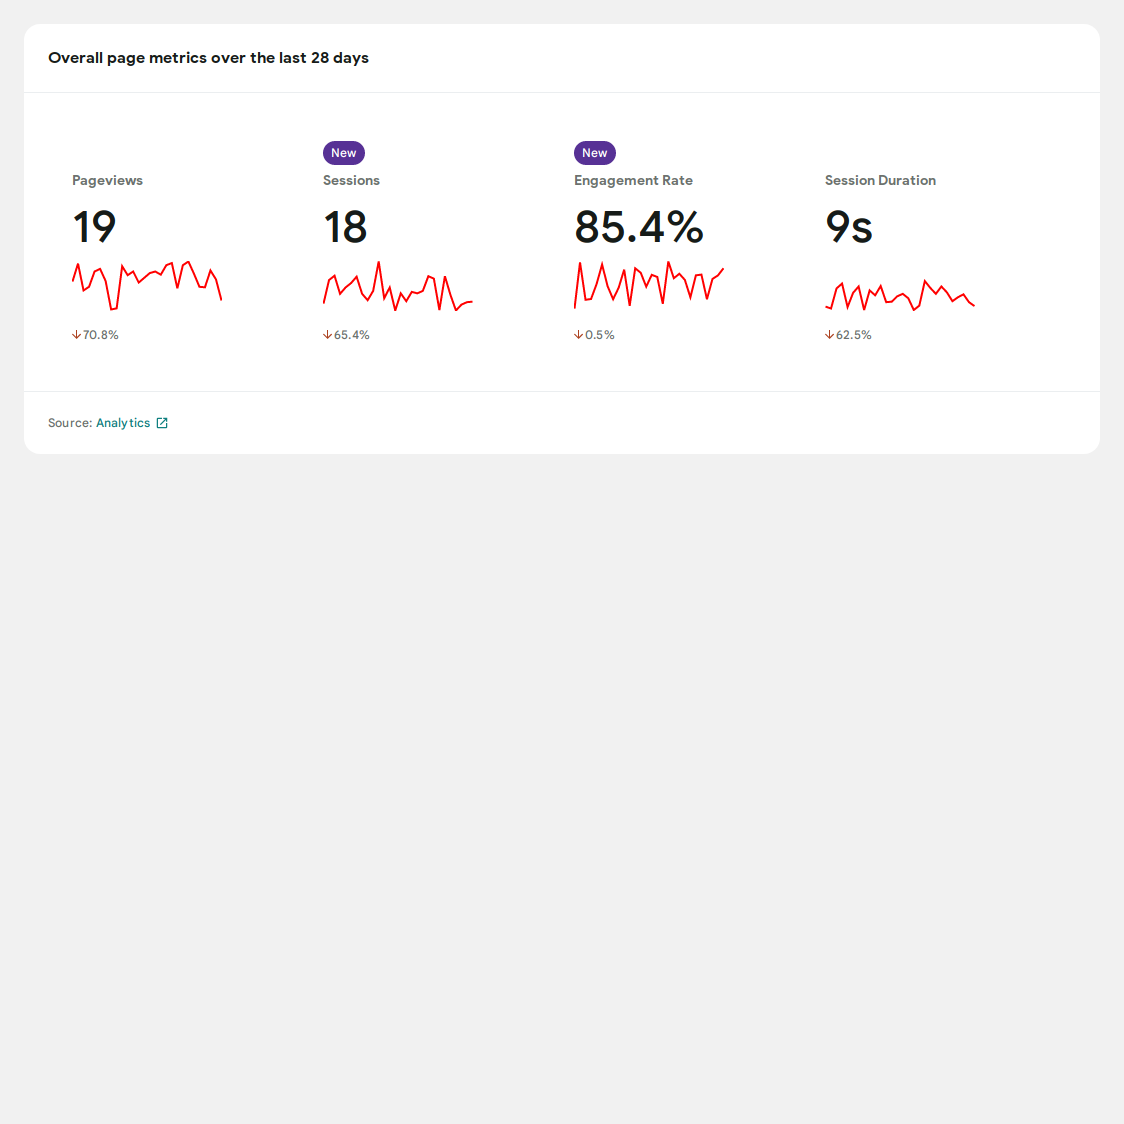 Overall page metrics over the last 28 days
New
New
Pageviews
Sessions
Engagement Rate
Session Duration
19
18
85.4%
9s
↓70.8%
↓65.4%
↓0.5%
↓62.5%
Source: Analytics